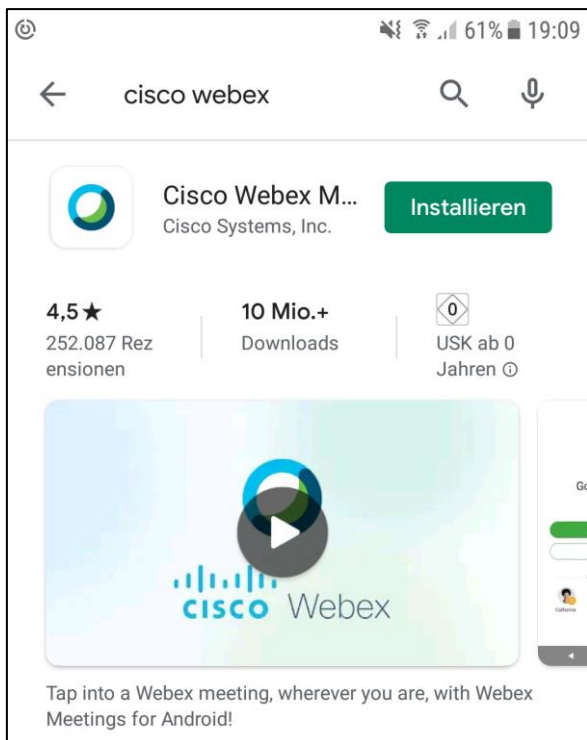 61% 19:09
cisco webex
Cisco Webex M...
Cisco Systems, Inc.
Installieren
4,5★
252.087 Rez
ensionen
10 Mio.+
Downloads
0
USK ab 0
Jahren
CISCO Webex
Go
Catherine
Tap into a Webex meeting, wherever you are, with Webex
Meetings for Android!